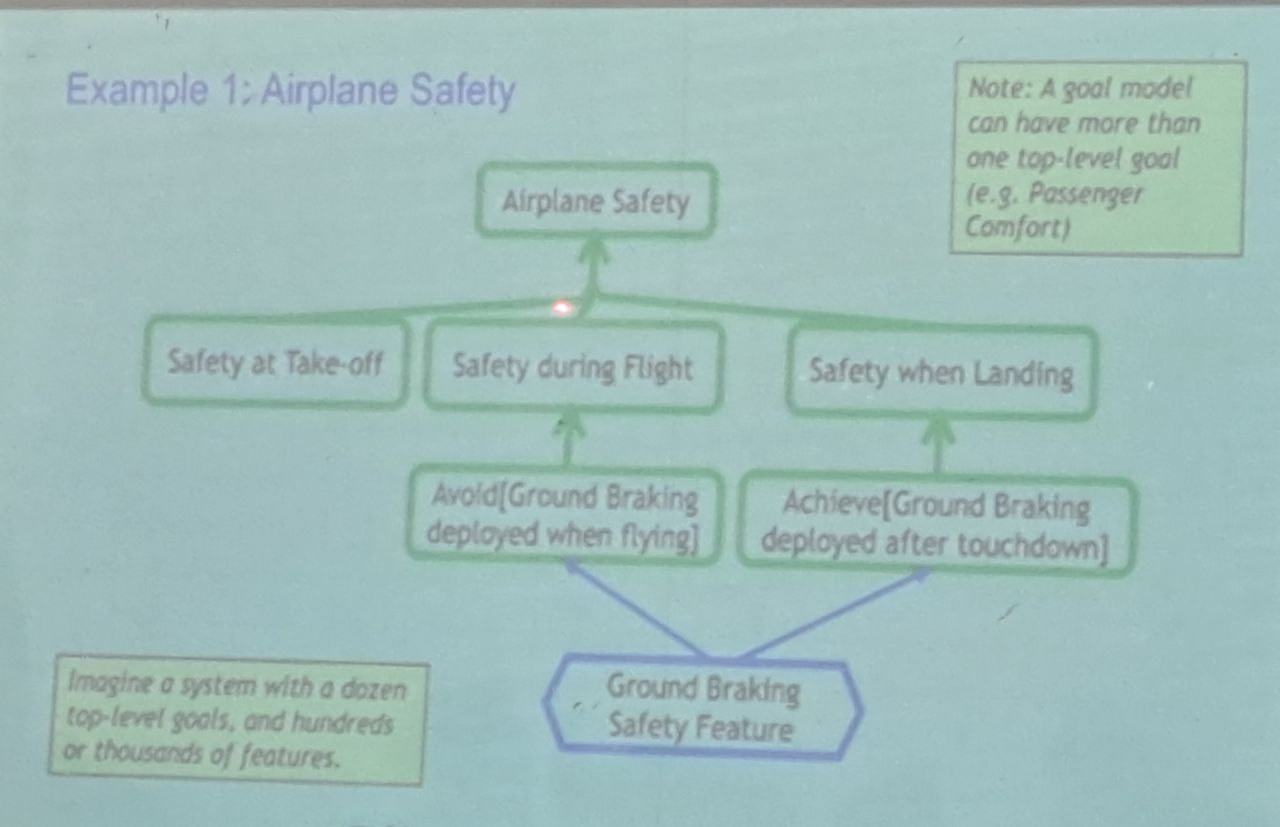 Example 1: Airplane Safety
Note: A goal model
can have more than
one top-level goal
(e.g. Passenger
Comfort)
Airplane Safety
Safety at Take-off
Safety during Flight
Safety when Landing
Avoid[Ground Braking
deployed when flying]
Achieve[Ground Braking
deployed after touchdown]
Ground Braking
Safety Feature
Imagine a system with a dozen
top-level goals, and hundreds
or thousands of features.